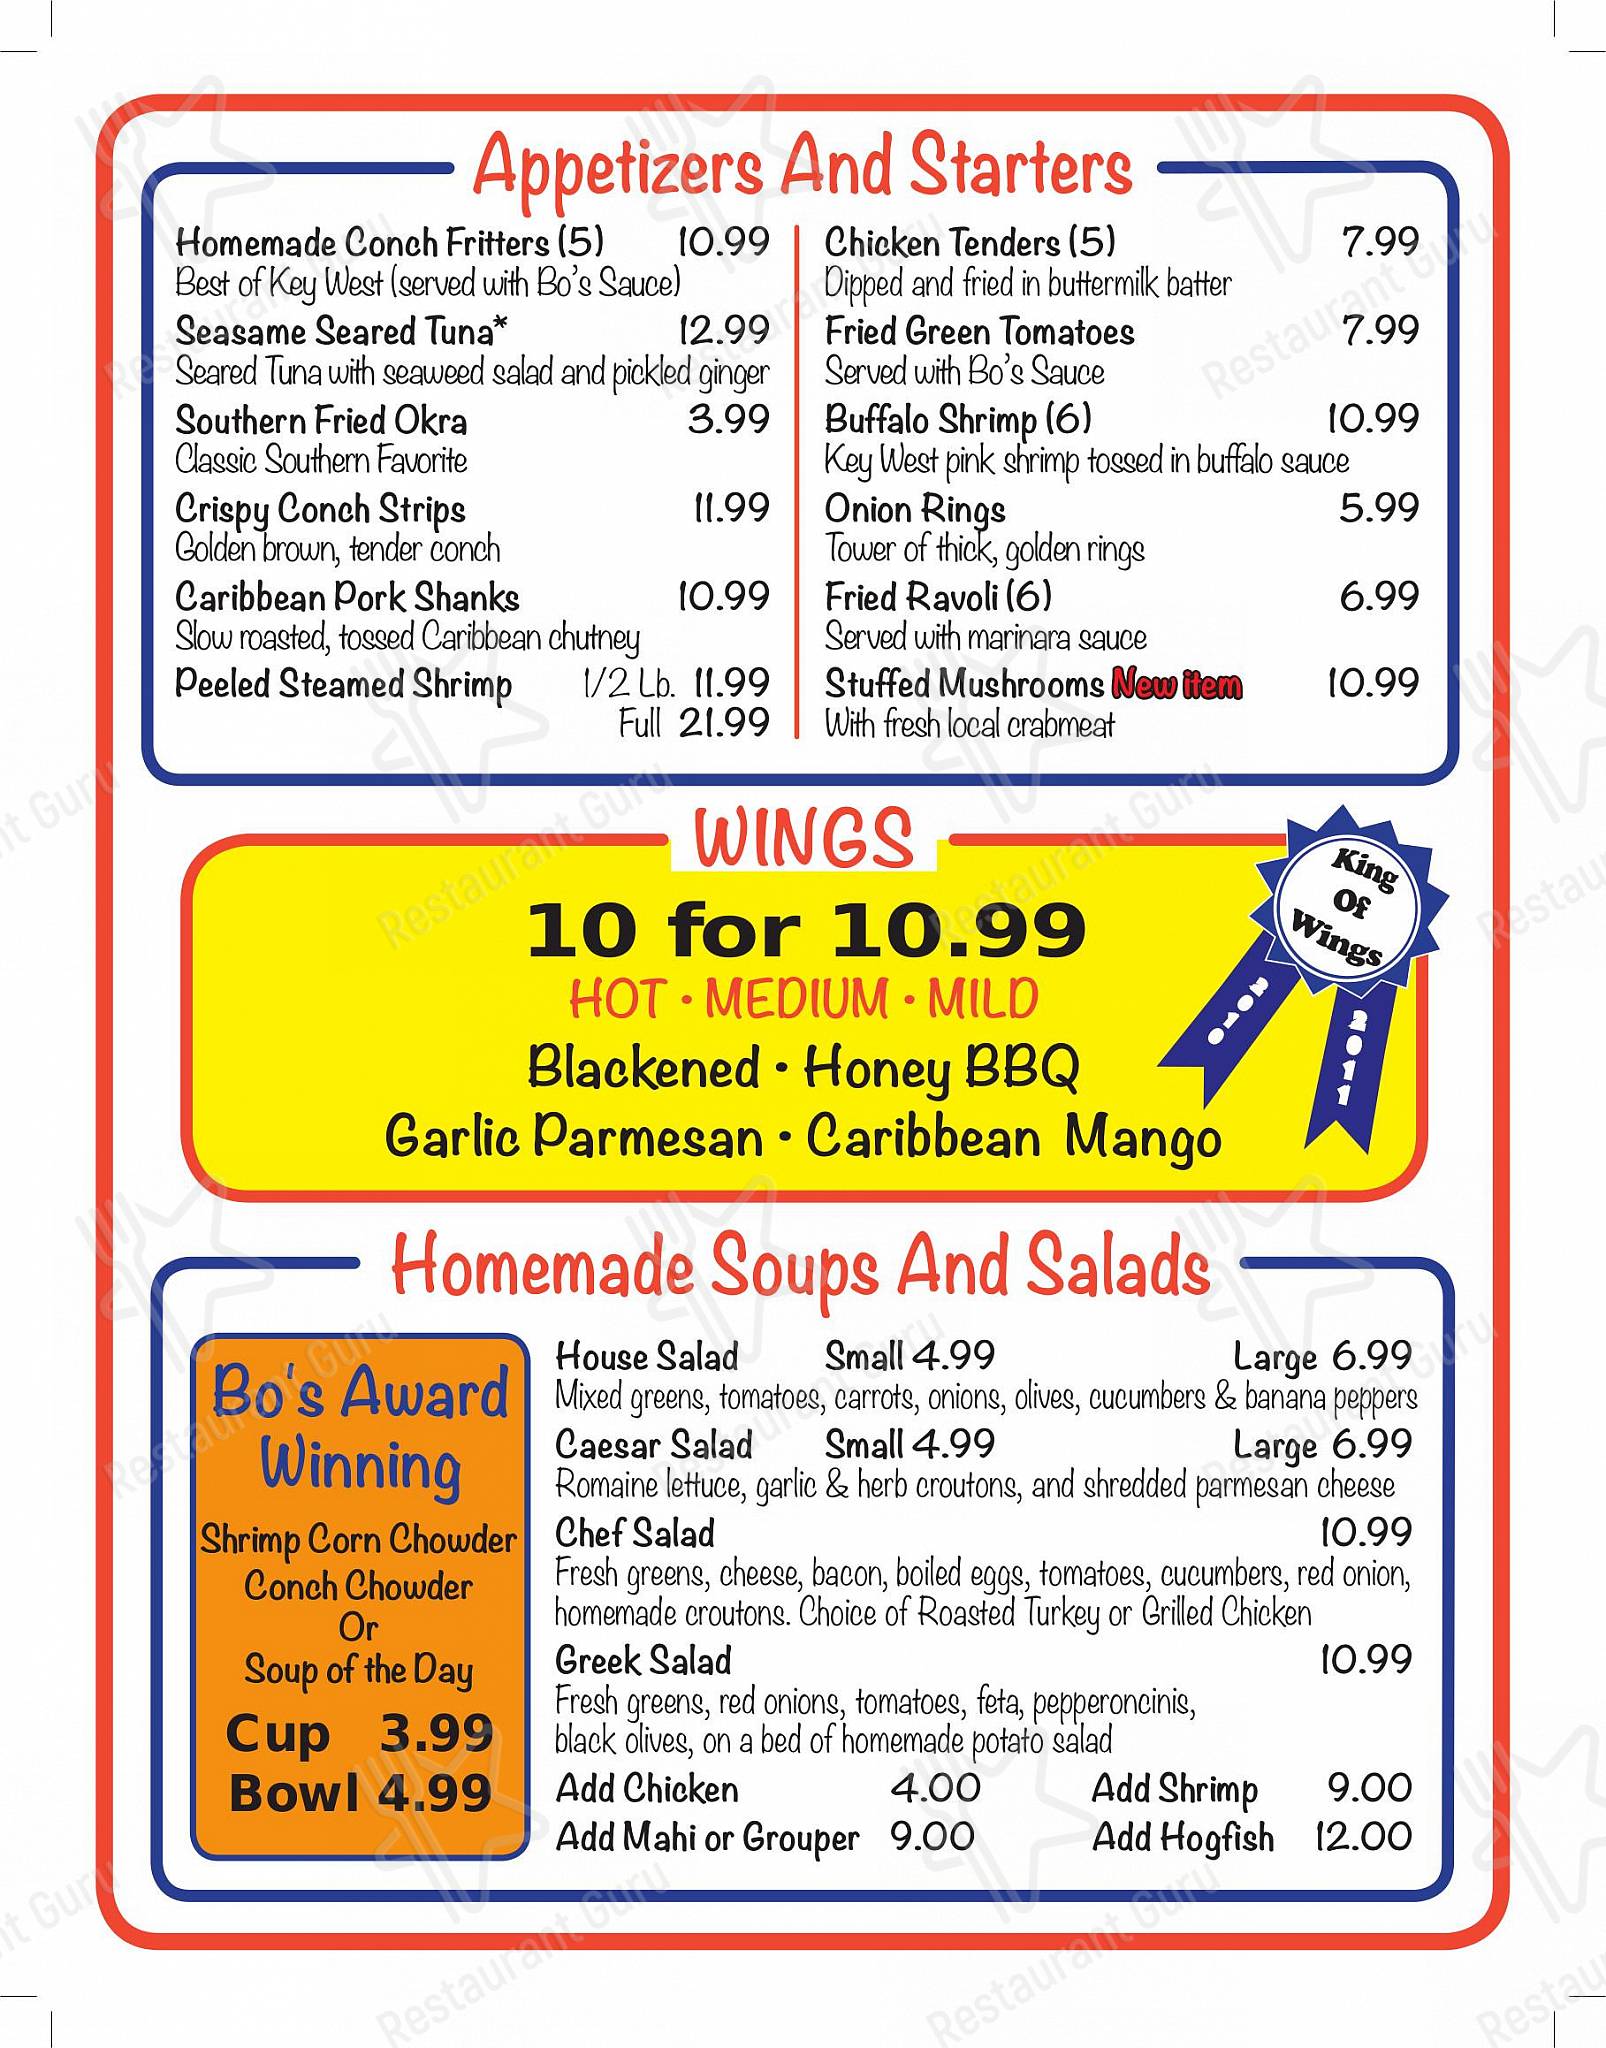 Appetizers And Starters
Homemade Conch Fritters (5) 10.99
Best of Key West (served with Bo's Sauce)
Seasame Seared Tuna* 12.99
Seared Tuna with seaweed salad and pickled ginger
Southern Fried Okra 3.99
Classic Southern Favorite
Crispy Conch Strips 11.99
Golden brown, tender conch
Caribbean Pork Shanks 10.99
Slow roasted, tossed Caribbean chutney
Peeled Steamed Shrimp 1/2 Lb. 11.99
Full 21.99
Chicken Tenders (5) 7.99
Dipped and fried in buttermilk batter
Fried Green Tomatoes 7.99
Served with Bo's Sauce
Buffalo Shrimp (6) 10.99
Key West pink shrimp tossed in buffalo sauce
Onion Rings 5.99
Tower of thick, golden rings
Fried Ravoli (6) 6.99
Served with marinara sauce
Stuffed Mushrooms New item 10.99
With fresh local crabmeat
WINGS
10 for 10.99
HOT • MEDIUM • MILD
Blackened • Honey BBQ
Garlic Parmesan • Caribbean Mango
King
Of
Wings
2010
2011
Homemade Soups And Salads
Bo's Award
Winning
Shrimp Corn Chowder
Conch Chowder
Or
Soup of the Day
Cup 3.99
Bowl 4.99
House Salad Small 4.99 Large 6.99
Mixed greens, tomatoes, carrots, onions, olives, cucumbers & banana peppers
Caesar Salad Small 4.99 Large 6.99
Romaine lettuce, garlic & herb croutons, and shredded parmesan cheese
Chef Salad 10.99
Fresh greens, cheese, bacon, boiled eggs, tomatoes, cucumbers, red onion,
homemade croutons. Choice of Roasted Turkey or Grilled Chicken
Greek Salad 10.99
Fresh greens, red onions, tomatoes, feta, pepperoncinis,
black olives, on a bed of homemade potato salad
Add Chicken 4.00 Add Shrimp 9.00
Add Mahi or Grouper 9.00 Add Hogfish 12.00
Restaurant Guru